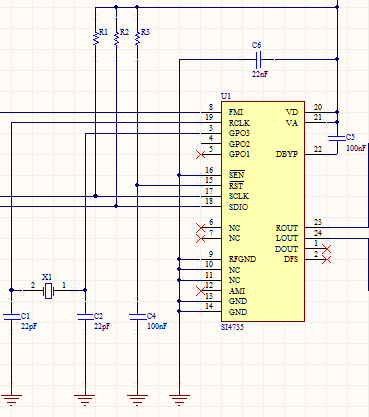 R1 R2 R3
C6
22nF
U1
8 FMI VD 20
19 RCLK VA 21
3 GPO3
4 GPO2 C5
5 GPO1 DBYP 22 100nF
16 SEN
15 RST
17 SCLK
18 SDIO
6 NC ROUT 23
7 NC LOUT 24
DOUT 1
9 RFGND DFS 2
10 NC
11 NC
12 AMI
13 GND
14 GND
SI4735
X1
2 1
C1 C2 C4
22pF 22pF 100nF